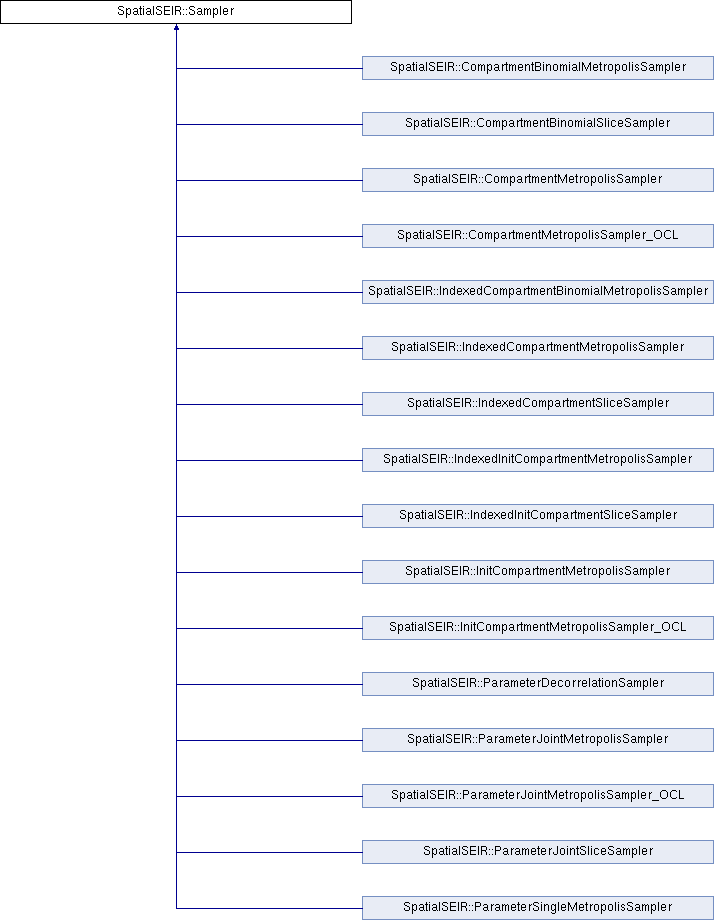 SpatialSEIR::Sampler
SpatialSEIR::CompartmentBinomialMetropolisSampler
SpatialSEIR::CompartmentBinomialSliceSampler
SpatialSEIR::CompartmentMetropolisSampler
SpatialSEIR::CompartmentMetropolisSampler_OCL
SpatialSEIR::IndexedCompartmentBinomialMetropolisSampler
SpatialSEIR::IndexedCompartmentMetropolisSampler
SpatialSEIR::IndexedCompartmentSliceSampler
SpatialSEIR::IndexedInitCompartmentMetropolisSampler
SpatialSEIR::IndexedInitCompartmentSliceSampler
SpatialSEIR::InitCompartmentMetropolisSampler
SpatialSEIR::InitCompartmentMetropolisSampler_OCL
SpatialSEIR::ParameterDecorrelationSampler
SpatialSEIR::ParameterJointMetropolisSampler
SpatialSEIR::ParameterJointMetropolisSampler_OCL
SpatialSEIR::ParameterJointSliceSampler
SpatialSEIR::ParameterSingleMetropolisSampler